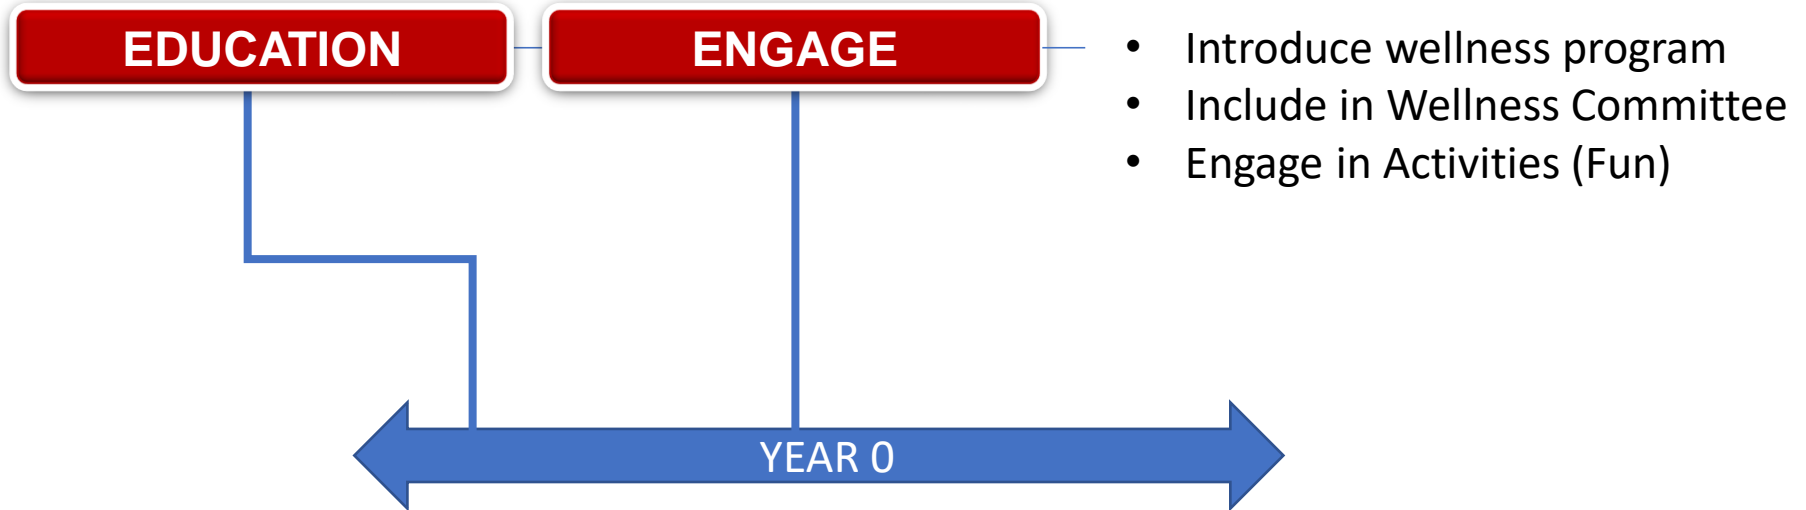 EDUCATION
ENGAGE
• Introduce wellness program
• Include in Wellness Committee
• Engage in Activities (Fun)
YEAR 0